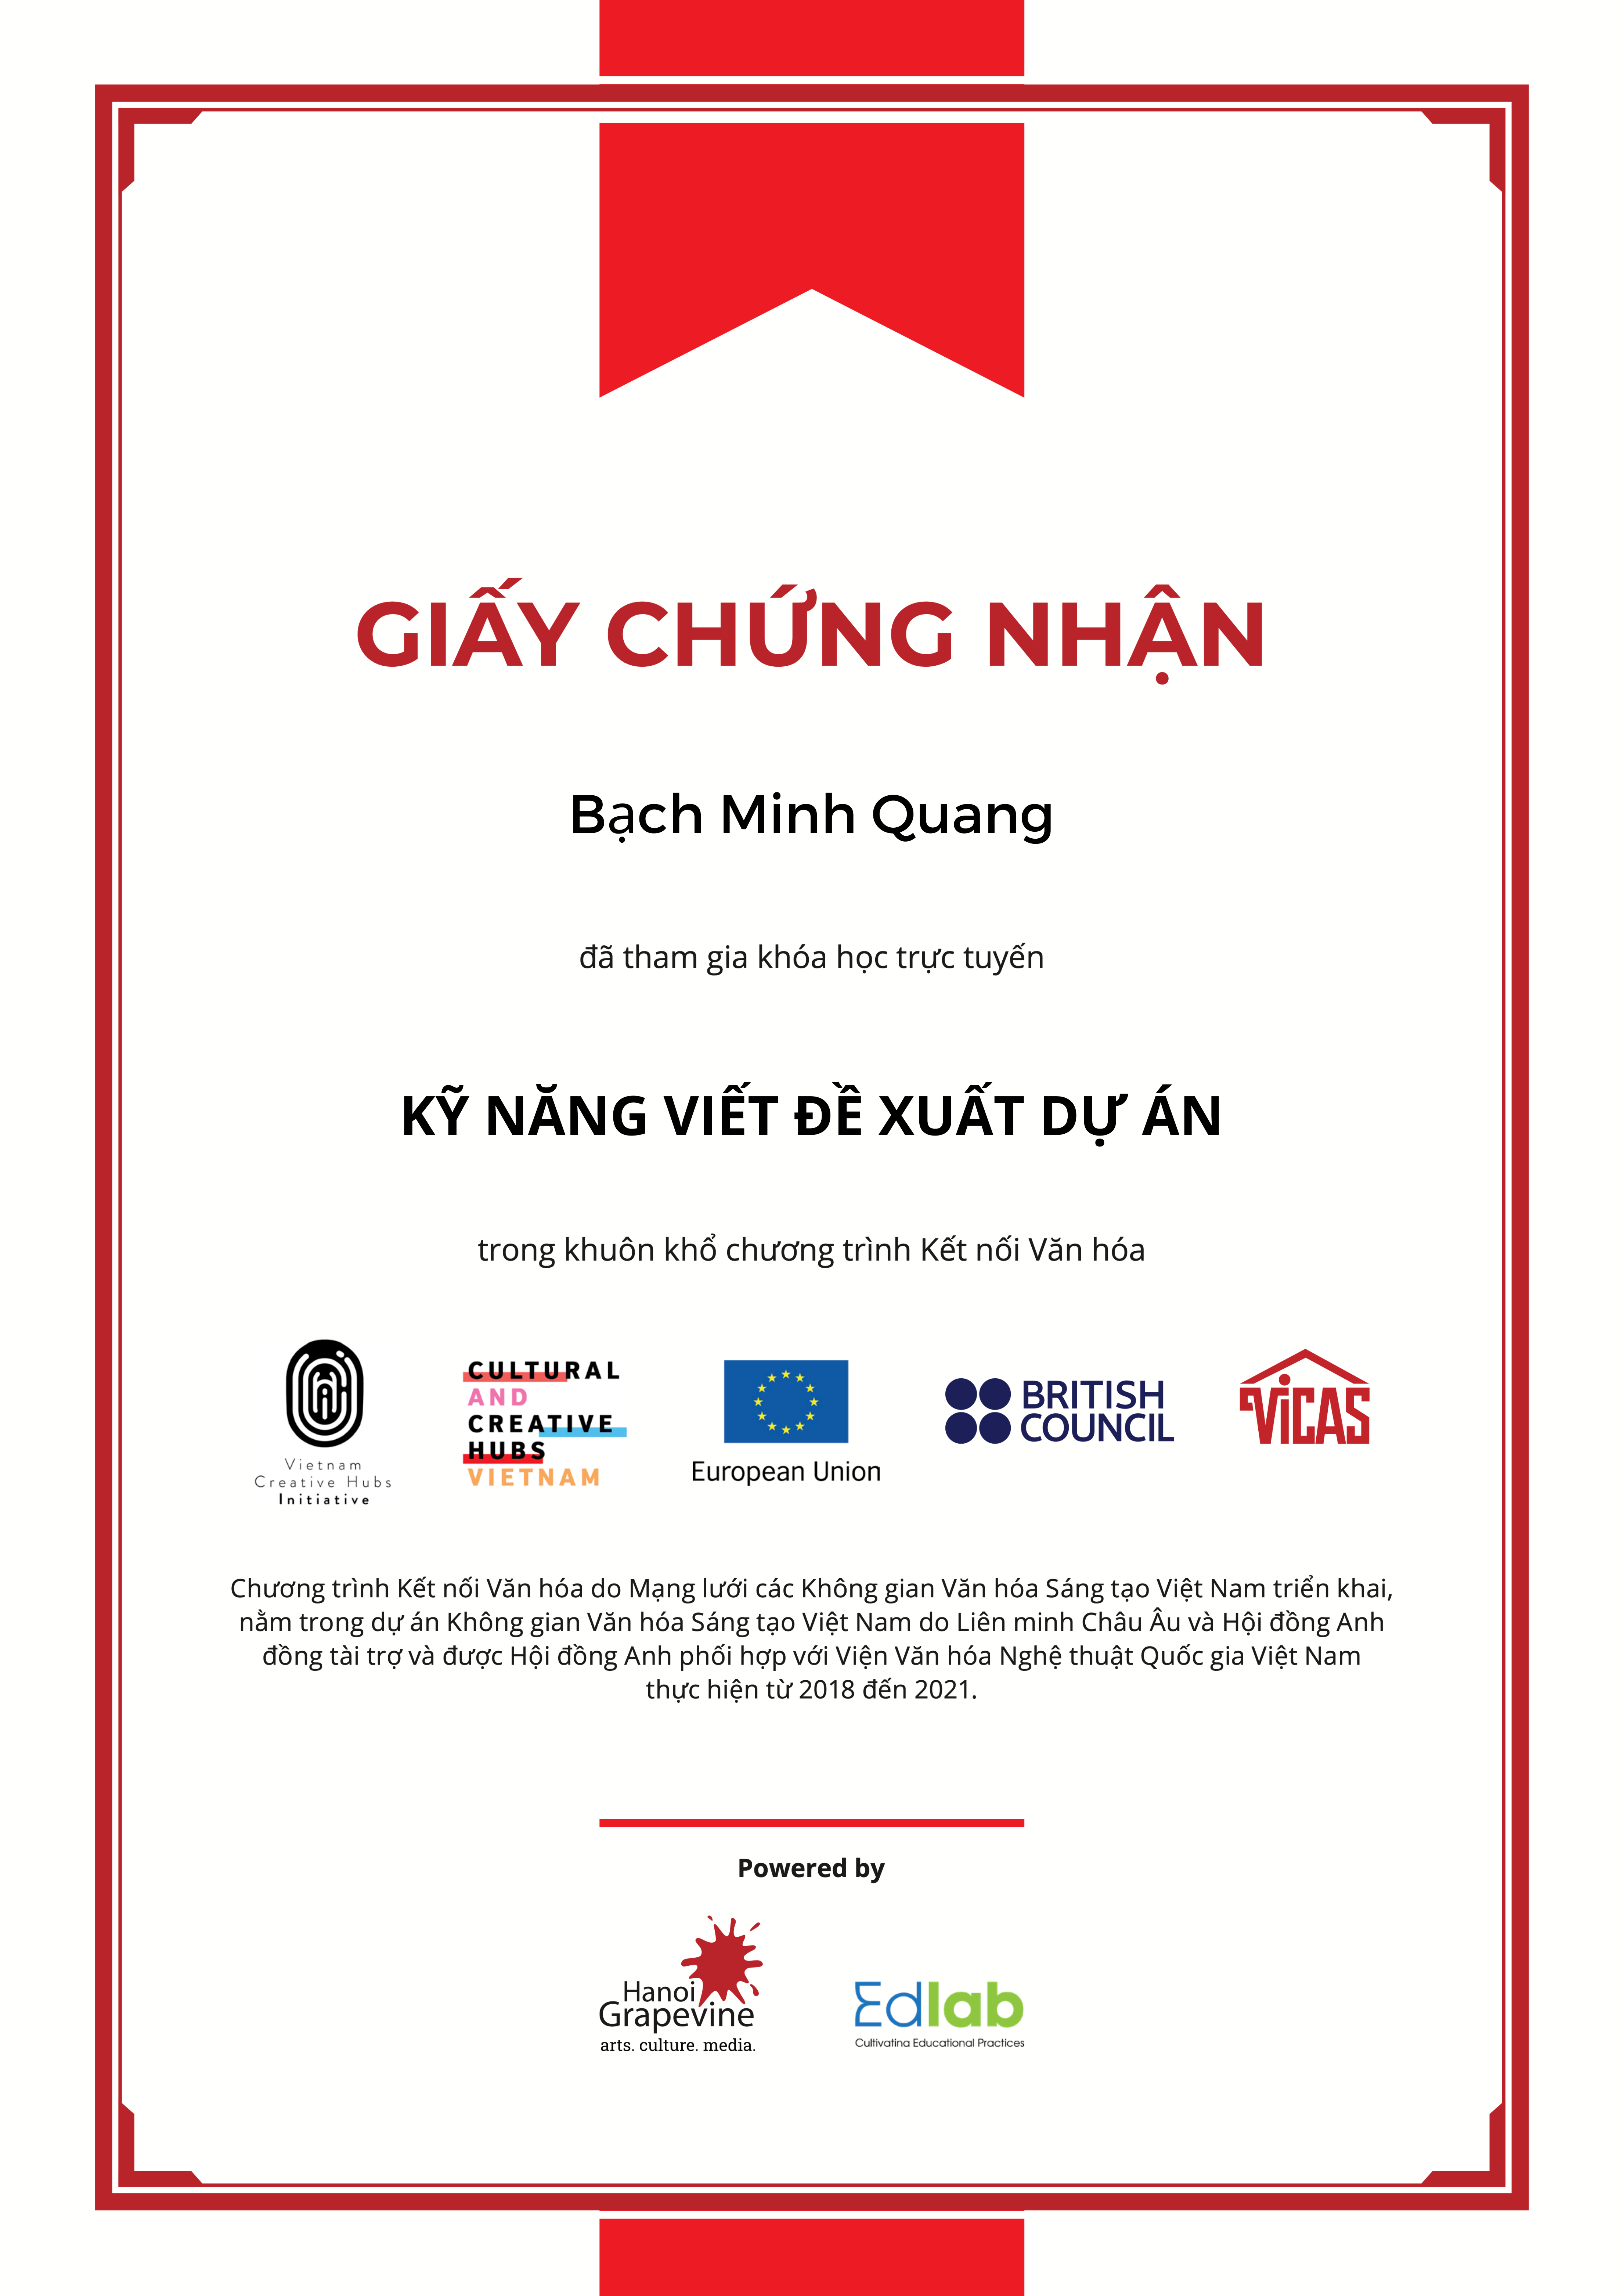 GIẤY CHỨNG NHẬN
Bạch Minh Quang
đã tham gia khóa học trực tuyến
KỸ NĂNG VIẾT ĐỀ XUẤT DỰ ÁN
trong khuôn khổ chương trình Kết nối Văn hóa
Vietnam
Creative Hubs
Initiative
CULTURAL
AND
CREATIVE
HUBS
VIETNAM
European Union
BRITISH
COUNCIL
VICAS
Chương trình Kết nối Văn hóa do Mạng lưới các Không gian Văn hóa Sáng tạo Việt Nam triển khai,
nằm trong dự án Không gian Văn hóa Sáng tạo Việt Nam do Liên minh Châu Âu và Hội đồng Anh
đồng tài trợ và được Hội đồng Anh phối hợp với Viện Văn hóa Nghệ thuật Quốc gia Việt Nam
thực hiện từ 2018 đến 2021.
Powered by
Hanoi
Grapevine
arts. culture. media.
Edlab
Cultivating Educational Practices